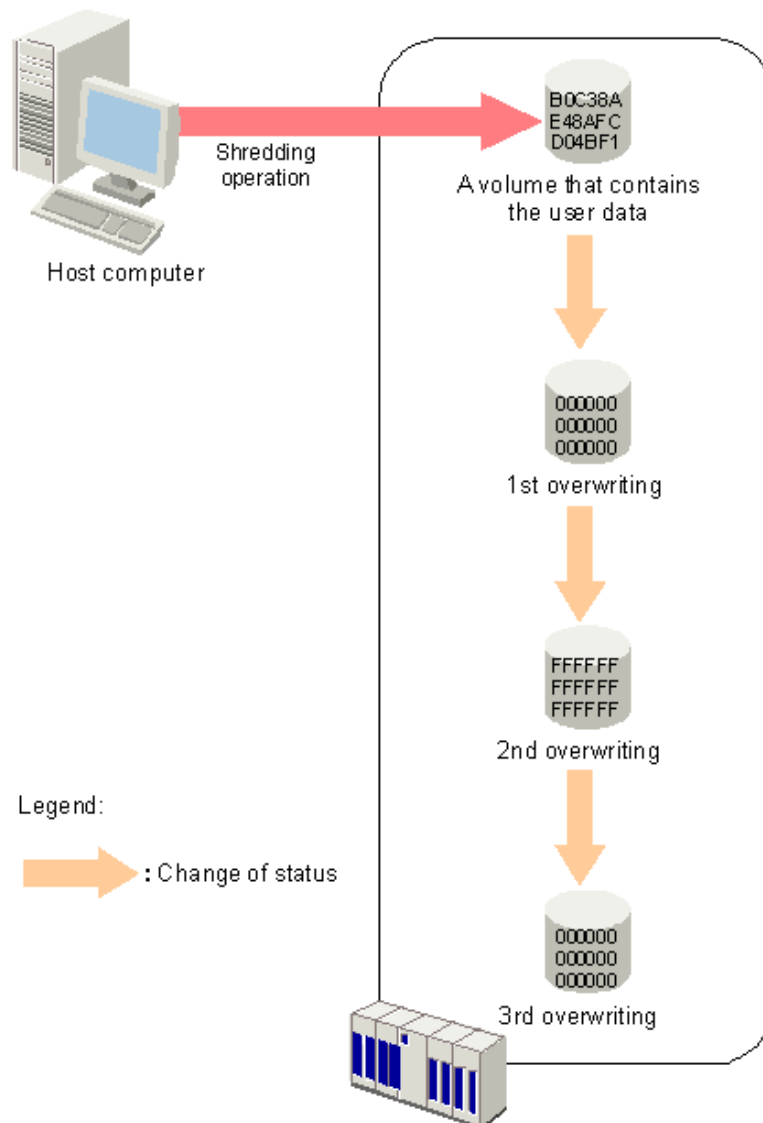 B0C38A
E48AFC
D04BF1
Shredding
operation
A volume that contains
the user data
Host computer
000000
000000
000000
1st overwriting
FFFFFF
FFFFFF
FFFFFF
2nd overwriting
Legend:
: Change of status
000000
000000
000000
3rd overwriting